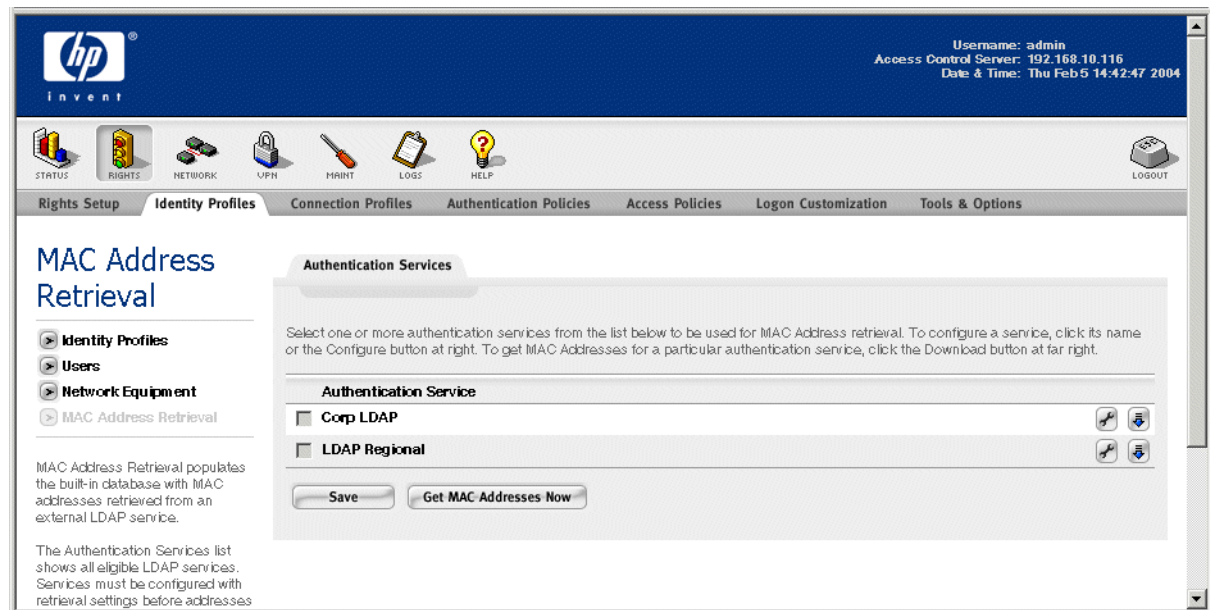 hp
®
invent
Username: admin
Access Control Server: 192.168.10.116
Date & Time: Thu Feb 5 14:42:47 2004
STATUS
RIGHTS
NETWORK
VPN
MAINT
LOGS
HELP
LOGOUT
Rights Setup
Identity Profiles
Connection Profiles
Authentication Policies
Access Policies
Logon Customization
Tools & Options
MAC Address
Retrieval
Identity Profiles
Users
Network Equipment
MAC Address Retrieval
MAC Address Retrieval populates
the built-in database with MAC
addresses retrieved from an
external LDAP service.
The Authentication Services list
shows all eligible LDAP services.
Services must be configured with
retrieval settings before addresses
Authentication Services
Select one or more authentication services from the list below to be used for MAC Address retrieval. To configure a service, click its name
or the Configure button at right. To get MAC Addresses for a particular authentication service, click the Download button at far right.
Authentication Service
Corp LDAP
LDAP Regional
Save
Get MAC Addresses Now